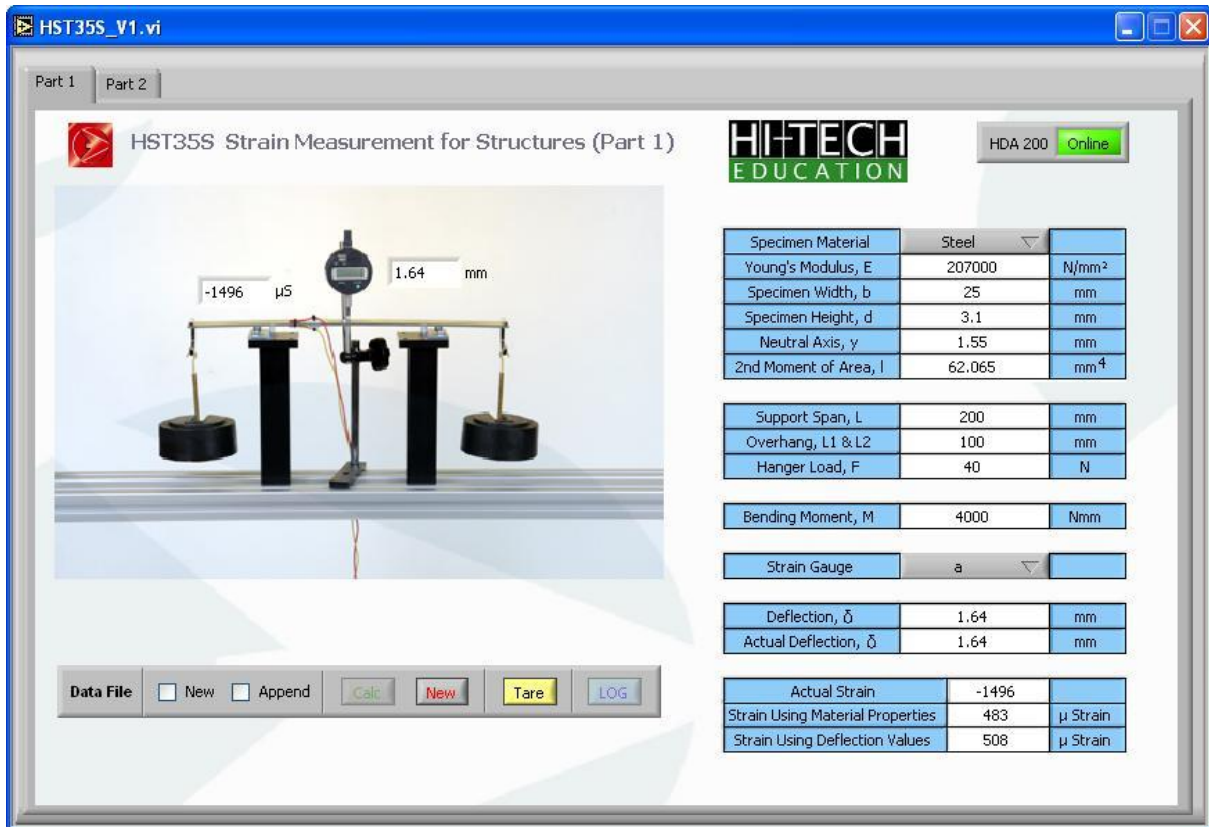 HST35S_V1.vi
Part 1 Part 2
HST35S Strain Measurement for Structures (Part 1)
HI-TECH
EDUCATION
HDA 200 Online
-1496 µS
1.64 mm
Specimen Material Steel
Young's Modulus, E 207000 N/mm²
Specimen Width, b 25 mm
Specimen Height, d 3.1 mm
Neutral Axis, y 1.55 mm
2nd Moment of Area, I 62.065 mm⁴
Support Span, L 200 mm
Overhang, L1 & L2 100 mm
Hanger Load, F 40 N
Bending Moment, M 4000 Nmm
Strain Gauge a
Deflection, δ 1.64 mm
Actual Deflection, δ 1.64 mm
Actual Strain -1496
Strain Using Material Properties 483 µ Strain
Strain Using Deflection Values 508 µ Strain
Data File New Append Calc New Tare LOG